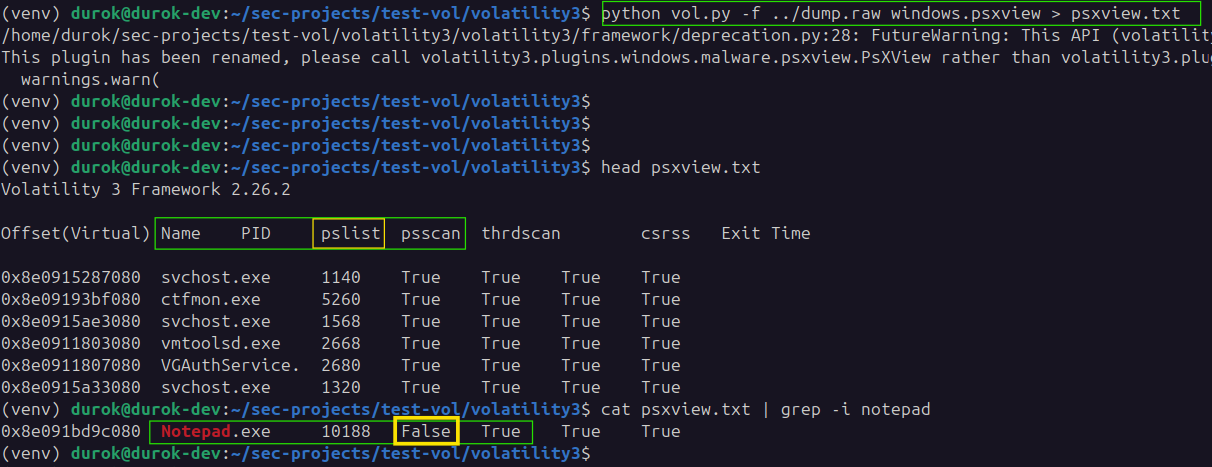 (venv) durok@durok-dev:~/sec-projects/test-vol/volatility3$ python vol.py -f ../dump.raw windows.psxview > psxview.txt
/home/durok/sec-projects/test-vol/volatility3/volatility3/framework/deprecation.py:28: FutureWarning: This API (volatility
This plugin has been renamed, please call volatility3.plugins.windows.malware.psxview.PsXView rather than volatility3.plu
  warnings.warn(
(venv) durok@durok-dev:~/sec-projects/test-vol/volatility3$
(venv) durok@durok-dev:~/sec-projects/test-vol/volatility3$
(venv) durok@durok-dev:~/sec-projects/test-vol/volatility3$
(venv) durok@durok-dev:~/sec-projects/test-vol/volatility3$ head psxview.txt
Volatility 3 Framework 2.26.2
Offset(Virtual) Name    PID     pslist  psscan  thrdscan        csrss   Exit Time
0x8e0915287080  svchost.exe     1140    True    True    True    True
0x8e09193bf080  ctfmon.exe      5260    True    True    True    True
0x8e0915ae3080  svchost.exe     1568    True    True    True    True
0x8e0911803080  vmtoolsd.exe    2668    True    True    True    True
0x8e0911807080  VGAuthService.  2680    True    True    True    True
0x8e0915a33080  svchost.exe     1320    True    True    True    True
(venv) durok@durok-dev:~/sec-projects/test-vol/volatility3$ cat psxview.txt | grep -i notepad
0x8e091bd9c080  Notepad.exe     10188   False   True    True    True
(venv) durok@durok-dev:~/sec-projects/test-vol/volatility3$